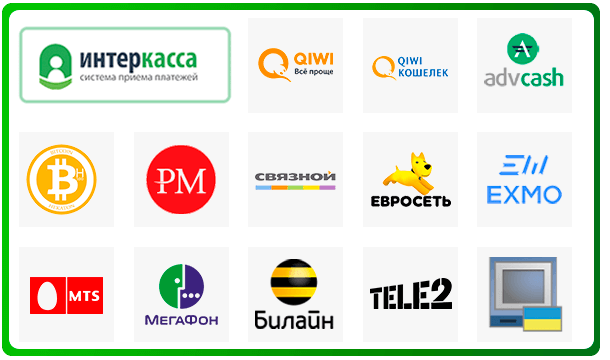 ИНТЕРКАССА
система приема платежей
QIWI
Всё проще
QIWI
КОШЕЛЕК
advcash
B
H
PM
СВЯЗНОЙ
ЕВРОСЕТЬ
EXMO
MTS
МЕГАФОН
Билайн
TELE2